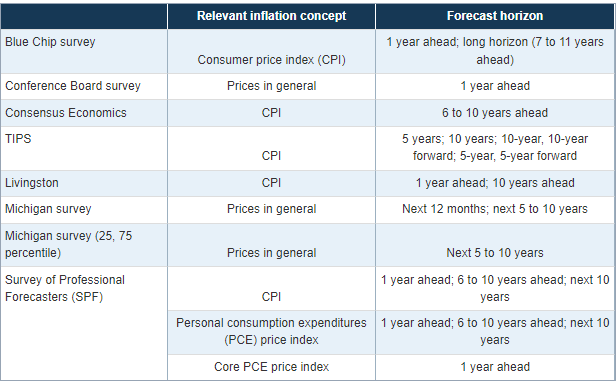 Relevant inflation concept Forecast horizon
Blue Chip survey Consumer price index (CPI) 1 year ahead; long horizon (7 to 11 years
ahead)
Conference Board survey Prices in general 1 year ahead
Consensus Economics CPI 6 to 10 years ahead
TIPS CPI 5 years; 10 years; 10-year, 10-year
forward; 5-year, 5-year forward
Livingston CPI 1 year ahead; 10 years ahead
Michigan survey Prices in general Next 12 months; next 5 to 10 years
Michigan survey (25, 75
percentile) Prices in general Next 5 to 10 years
Survey of Professional
Forecasters (SPF) CPI 1 year ahead; 6 to 10 years ahead; next 10
years
Personal consumption expenditures
(PCE) price index 1 year ahead; 6 to 10 years ahead; next 10
years
Core PCE price index 1 year ahead